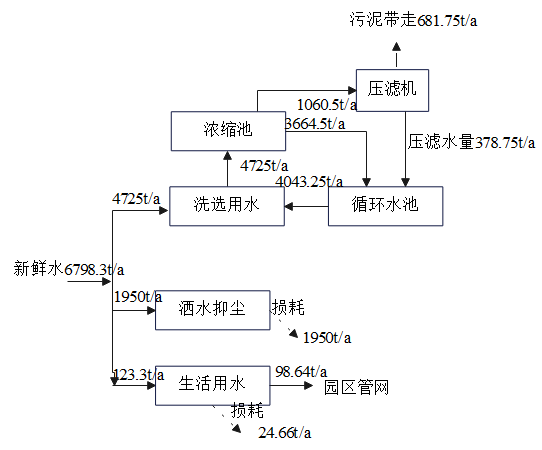 污泥带走681.75t/a
压滤机
1060.5t/a
浓缩池
3664.5t/a
压滤水量378.75t/a
4725t/a
4043.25t/a
4725t/a
洗选用水
循环水池
新鲜水6798.3t/a
1950t/a
洒水抑尘
损耗
1950t/a
123.3t/a
生活用水
98.64t/a
园区管网
损耗
24.66t/a